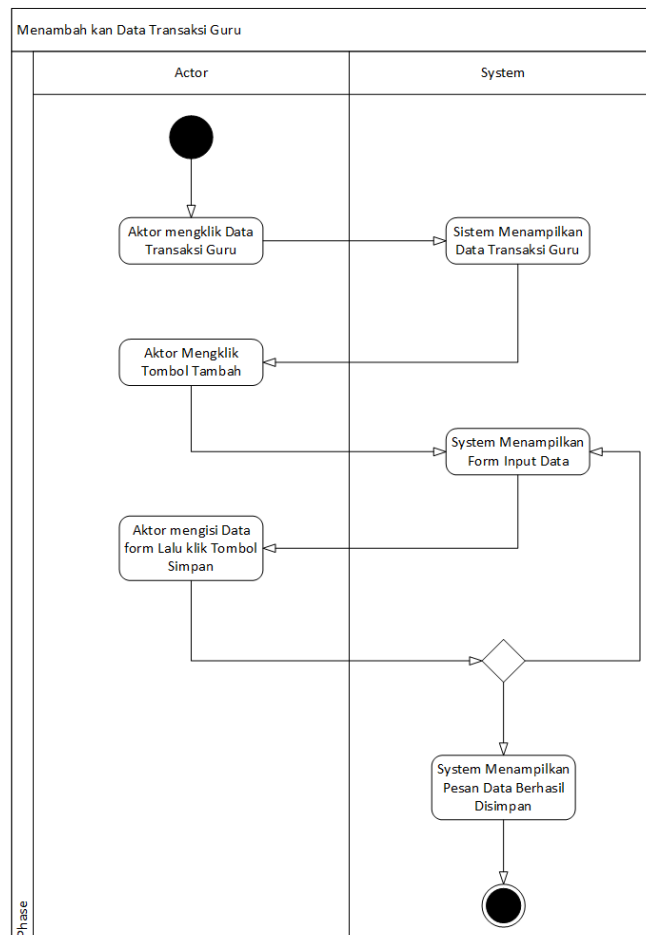 Menambah kan Data Transaksi Guru
Actor
System
Aktor mengklik Data
Transaksi Guru
Sistem Menampilkan
Data Transaksi Guru
Aktor Mengklik
Tombol Tambah
System Menampilkan
Form Input Data
Aktor mengisi Data
form Lalu klik Tombol
Simpan
System Menampilkan
Pesan Data Berhasil
Disimpan
Phase